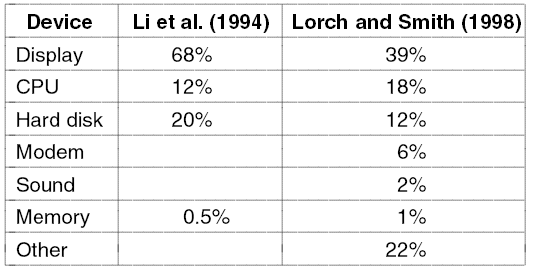 Device Li et al. (1994) Lorch and Smith (1998)
Display 68% 39%
CPU 12% 18%
Hard disk 20% 12%
Modem 6%
Sound 2%
Memory 0.5% 1%
Other 22%